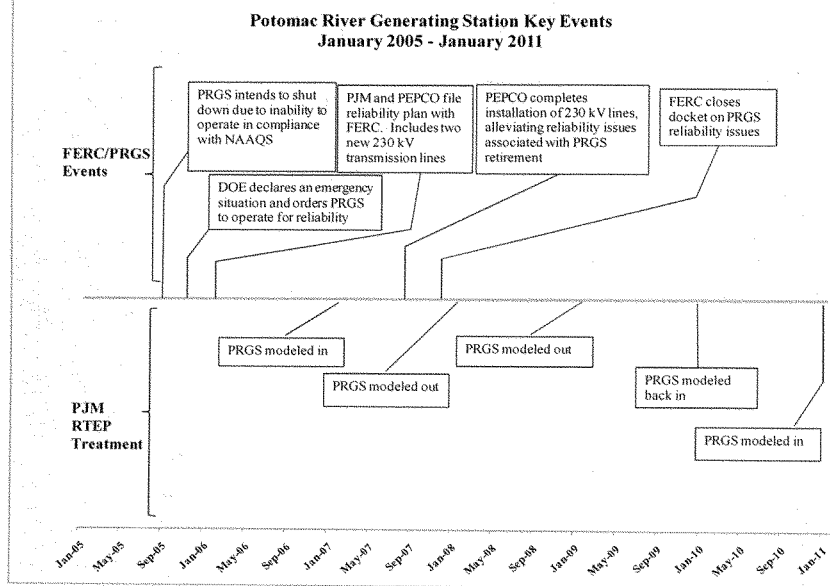 Potomac River Generating Station Key Events
January 2005 - January 2011
FERC/PRGS
Events
PRGS intends to shut
down due to inability to
operate in compliance
with NAAQS
DOE declares an emergency
situation and orders PRGS
to operate for reliability
PJM and PEPCO file
reliability plan with
FERC. Includes two
new 230 kV
transmission lines
PEPCO completes
installation of 230 kV lines,
alleviating reliability issues
associated with PRGS
retirement
FERC closes
docket on PRGS
reliability issues
PJM
RTEP
Treatment
PRGS modeled in
PRGS modeled out
PRGS modeled out
PRGS modeled
back in
PRGS modeled in
Jan-05
May-05
Sep-05
Jan-06
May-06
Sep-06
Jan-07
May-07
Sep-07
Jan-08
May-08
Sep-08
Jan-09
May-09
Sep-09
Jan-10
May-10
Sep-10
Jan-11